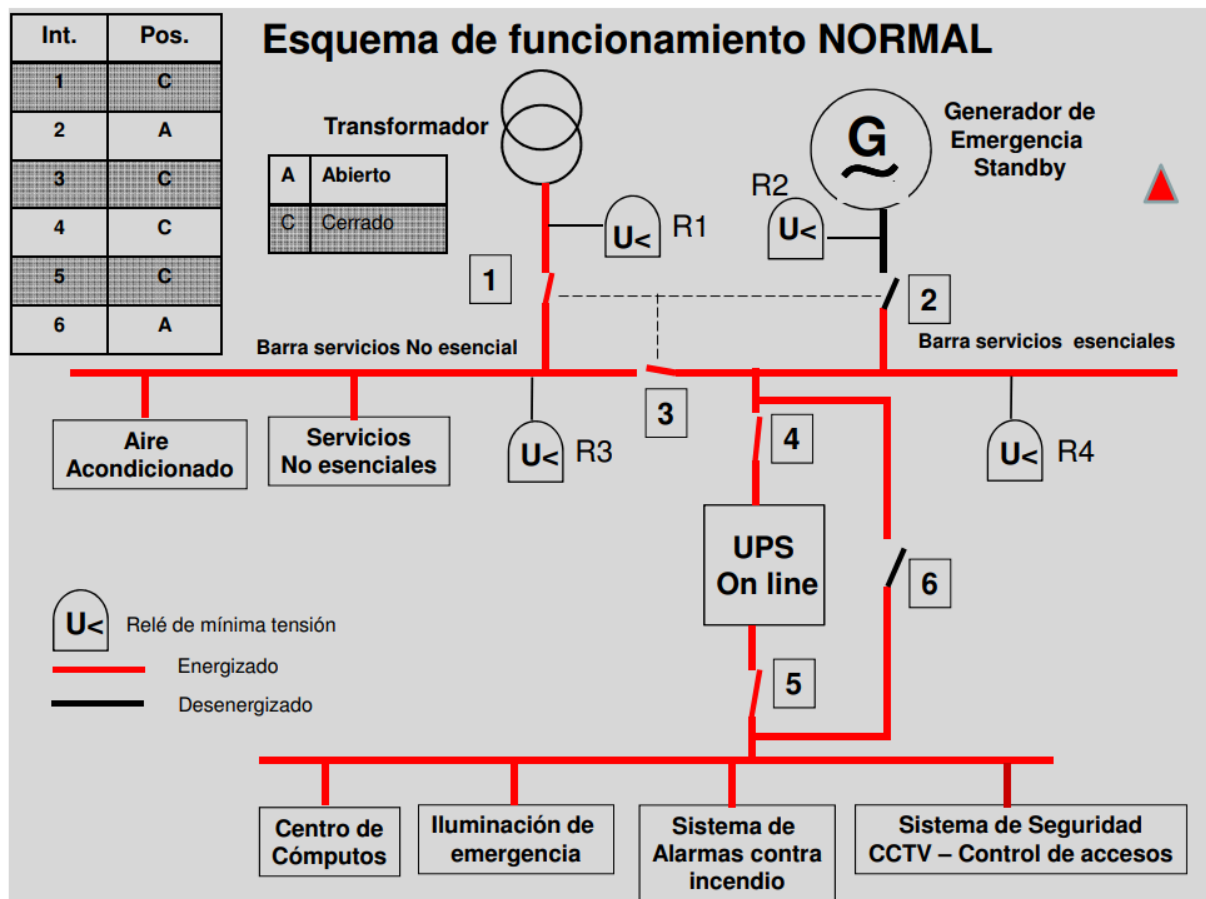 Esquema de funcionamiento NORMAL
Int. Pos.
1 C
2 A
3 C
4 C
5 C
6 A
Transformador
A Abierto
C Cerrado
G
Generador de
Emergencia
Standby
U< R1
R2
U<
1
2
Barra servicios No esencial
Barra servicios esenciales
3
Aire
Acondicionado
Servicios
No esenciales
U< R3
4
U< R4
UPS
On line
6
U< Relé de mínima tensión
Energizado
Desenergizado
5
Centro de
Cómputos
Iluminación de
emergencia
Sistema de
Alarmas contra
incendio
Sistema de Seguridad
CCTV – Control de accesos